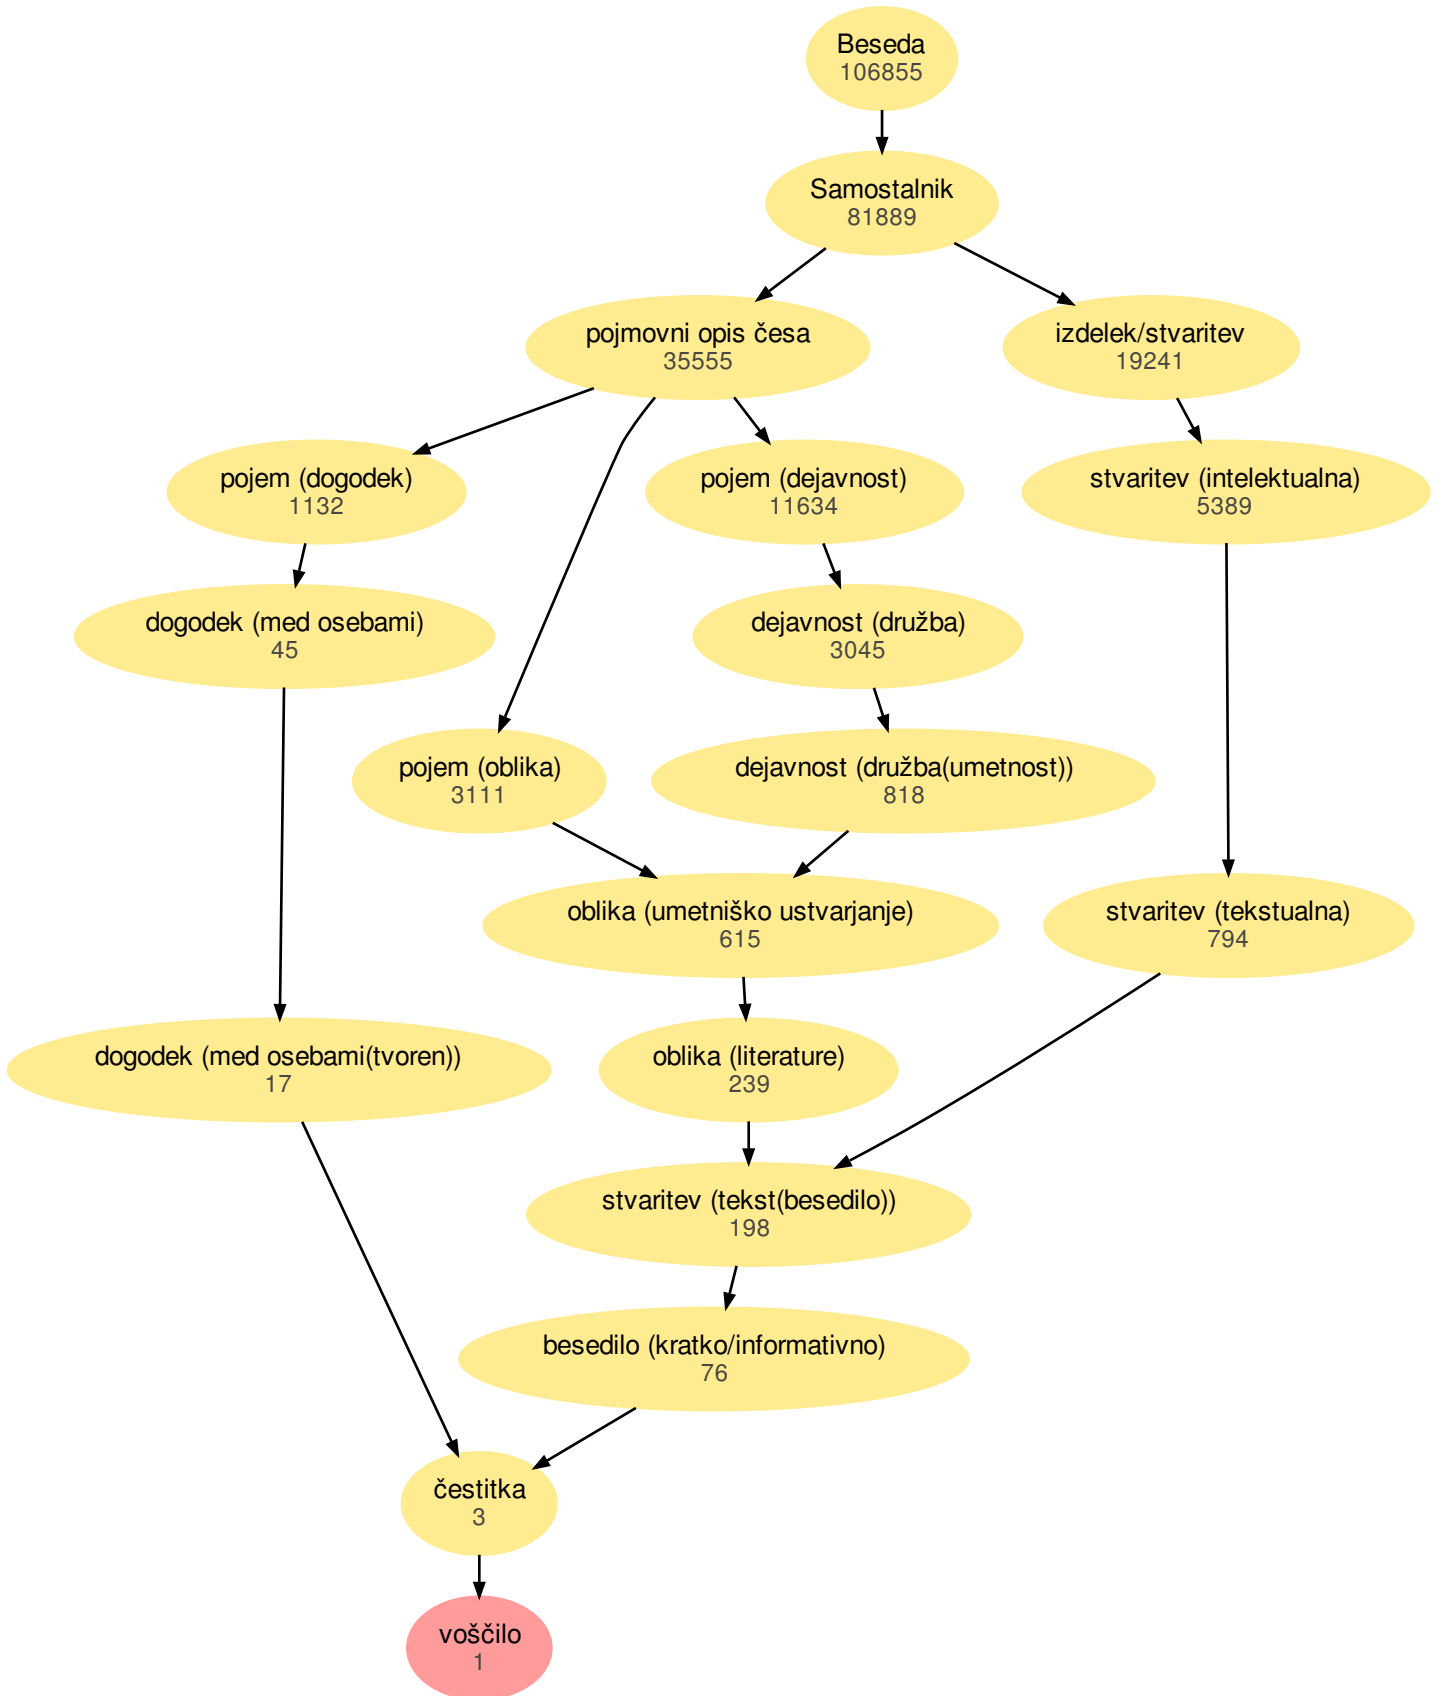 Beseda
106855
Samostalnik
81889
pojmovni opis česa
35555
izdelek/stvaritev
19241
pojem (dogodek)
1132
pojem (dejavnost)
11634
stvaritev (intelektualna)
5389
dogodek (med osebami)
45
dejavnost (družba)
3045
pojem (oblika)
3111
dejavnost (družba(umetnost))
818
oblika (umetniško ustvarjanje)
615
stvaritev (tekstualna)
794
dogodek (med osebami(tvoren))
17
oblika (literature)
239
stvaritev (tekst(besedilo))
198
besedilo (kratko/informativno)
76
čestitka
3
voščilo
1